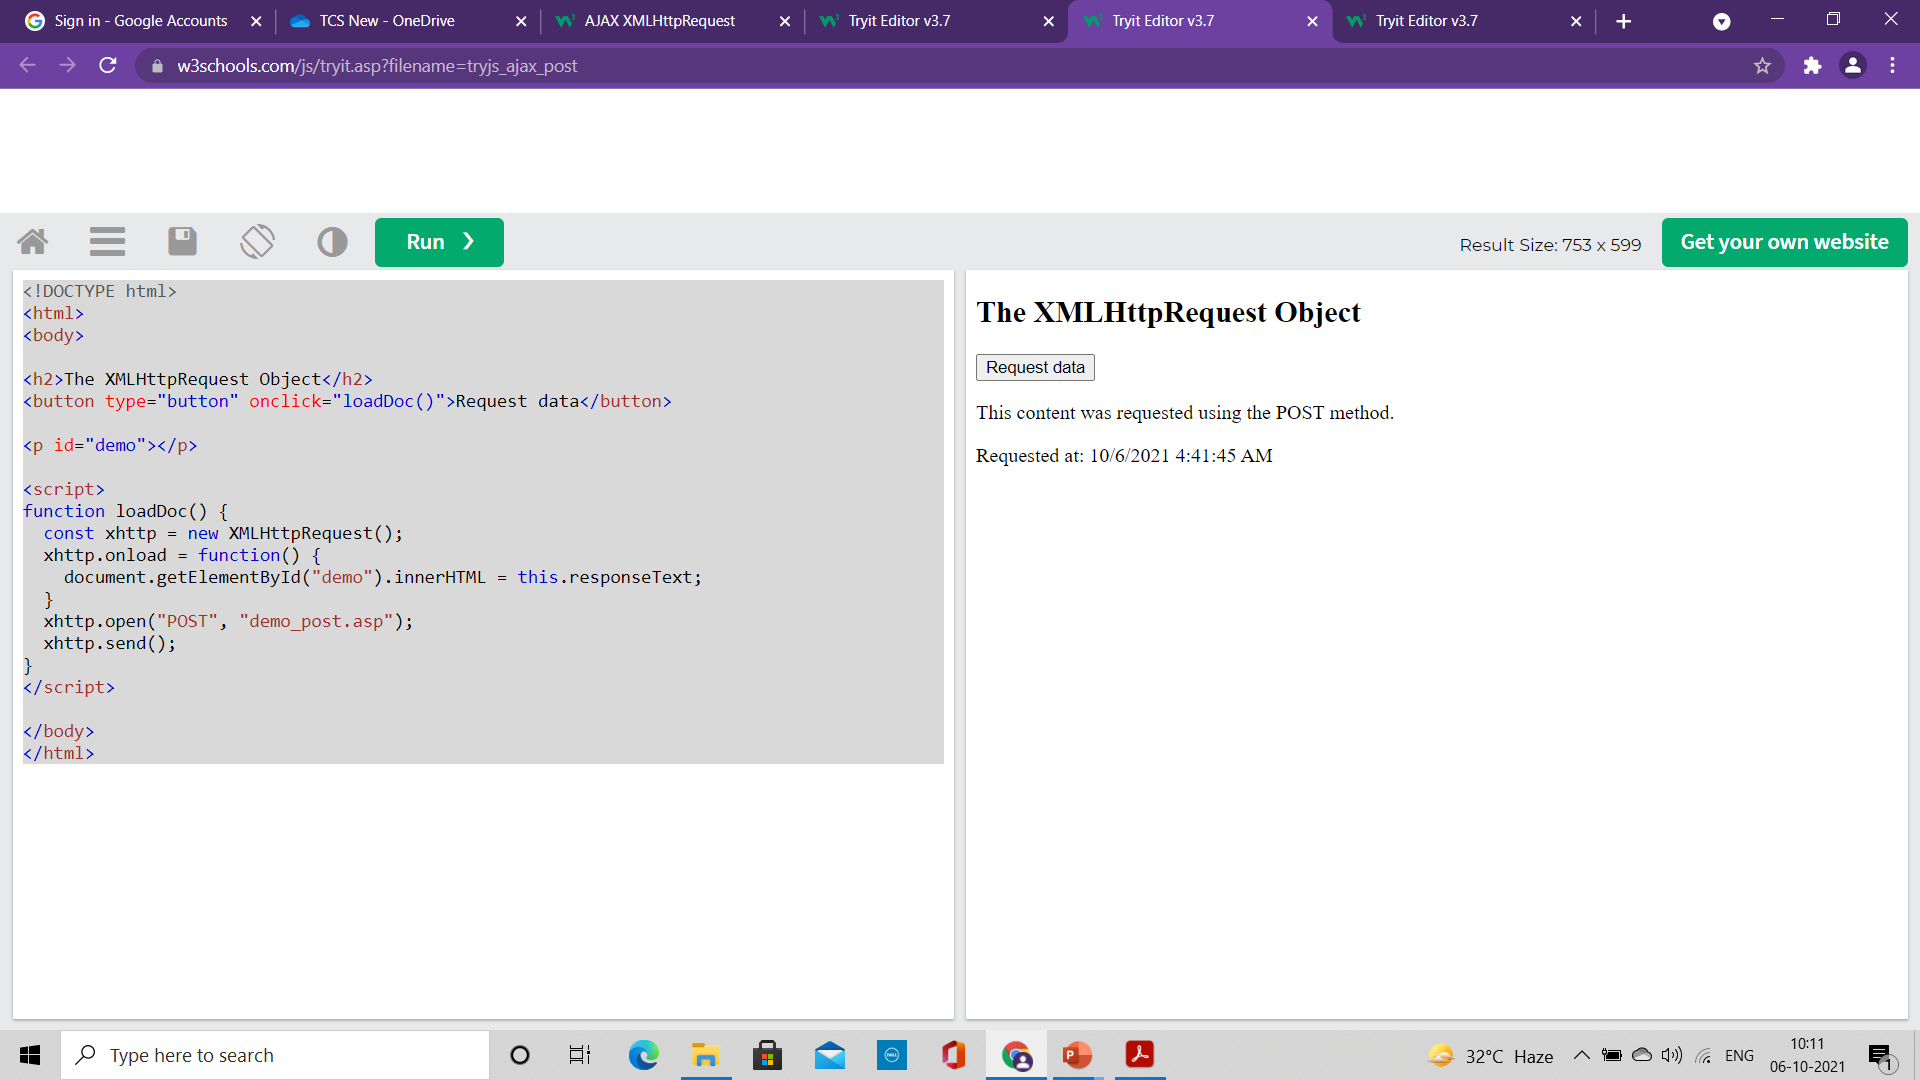 Sign in - Google Accounts
TCS New - OneDrive
AJAX XMLHttpRequest
Tryit Editor v3.7
Tryit Editor v3.7
Tryit Editor v3.7
w3schools.com/js/tryit.asp?filename=tryjs_ajax_post
Run ❯
Result Size: 753 x 599
Get your own website
<!DOCTYPE html>
<html>
<body>
<h2>The XMLHttpRequest Object</h2>
<button type="button" onclick="loadDoc()">Request data</button>
<p id="demo"></p>
<script>
function loadDoc() {
  const xhttp = new XMLHttpRequest();
  xhttp.onload = function() {
    document.getElementById("demo").innerHTML = this.responseText;
  }
  xhttp.open("POST", "demo_post.asp");
  xhttp.send();
}
</script>
</body>
</html>
The XMLHttpRequest Object
Request data
This content was requested using the POST method.
Requested at: 10/6/2021 4:41:45 AM
Type here to search
DELL
P
32°C Haze
ENG
10:11
06-10-2021
1